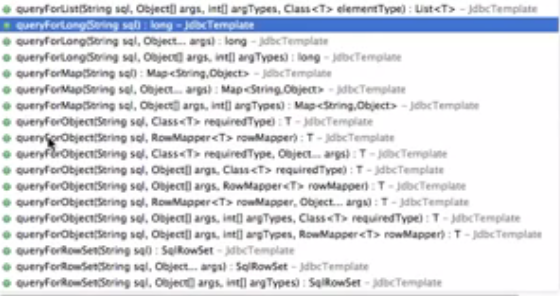 queryForList(String sql, Object[] args, int[] argTypes, Class<T> elementType) : List<T> – JdbcTemplate
queryForLong(String sql) : long – JdbcTemplate
queryForLong(String sql, Object... args) : long – JdbcTemplate
queryForLong(String sql, Object[] args, int[] argTypes) : long – JdbcTemplate
queryForMap(String sql) : Map<String,Object> – JdbcTemplate
queryForMap(String sql, Object... args) : Map<String,Object> – JdbcTemplate
queryForMap(String sql, Object[] args, int[] argTypes) : Map<String,Object> – JdbcTemplate
queryForObject(String sql, Class<T> requiredType) : T – JdbcTemplate
queryForObject(String sql, RowMapper<T> rowMapper) : T – JdbcTemplate
queryForObject(String sql, Class<T> requiredType, Object... args) : T – JdbcTemplate
queryForObject(String sql, Object[] args, Class<T> requiredType) : T – JdbcTemplate
queryForObject(String sql, Object[] args, RowMapper<T> rowMapper) : T – JdbcTemplate
queryForObject(String sql, RowMapper<T> rowMapper, Object... args) : T – JdbcTemplate
queryForObject(String sql, Object[] args, int[] argTypes, Class<T> requiredType) : T – JdbcTemplate
queryForObject(String sql, Object[] args, int[] argTypes, RowMapper<T> rowMapper) : T – JdbcTemplate
queryForRowSet(String sql) : SqlRowSet – JdbcTemplate
queryForRowSet(String sql, Object... args) : SqlRowSet – JdbcTemplate
queryForRowSet(String sql, Object[] args, int[] argTypes) : SqlRowSet – JdbcTemplate